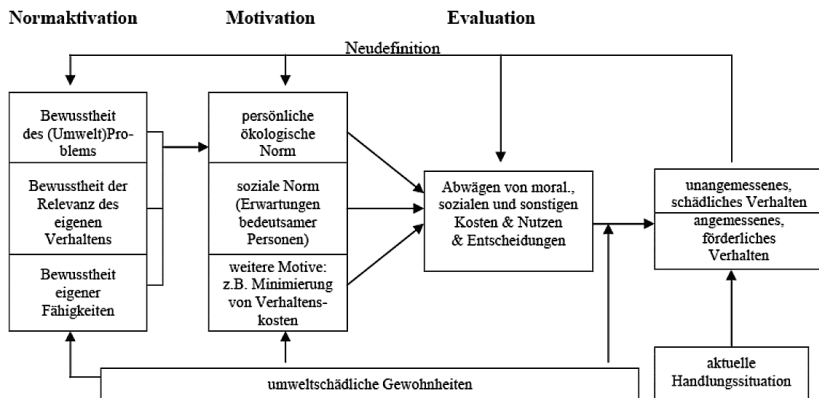 Normaktivation
Motivation
Evaluation
Neudefinition
Bewusstheit
des (Umwelt)Pro-
blems
Bewusstheit der
Relevanz des
eigenen
Verhaltens
Bewusstheit
eigener
Fähigkeiten
persönliche
ökologische
Norm
soziale Norm
(Erwartungen
bedeutsamer
Personen)
weitere Motive:
z.B. Minimierung
von Verhaltens-
kosten
Abwägen von moral.,
sozialen und sonstigen
Kosten & Nutzen
& Entscheidungen
unangemessenes,
schädliches Verhalten
angemessenes,
förderliches
Verhalten
umweltschädliche Gewohnheiten
aktuelle
Handlungssituation